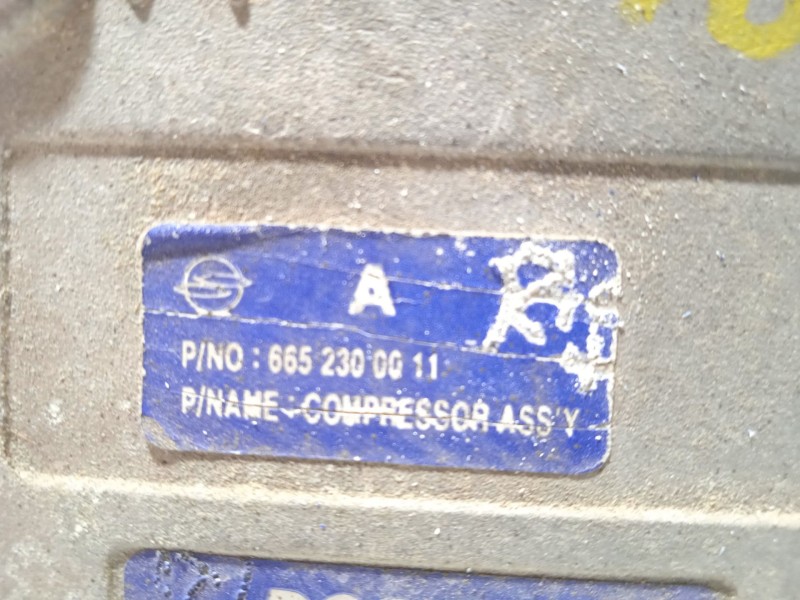 A
P/NO : 665 230 00 11
P/NAME : COMPRESSOR ASS'Y